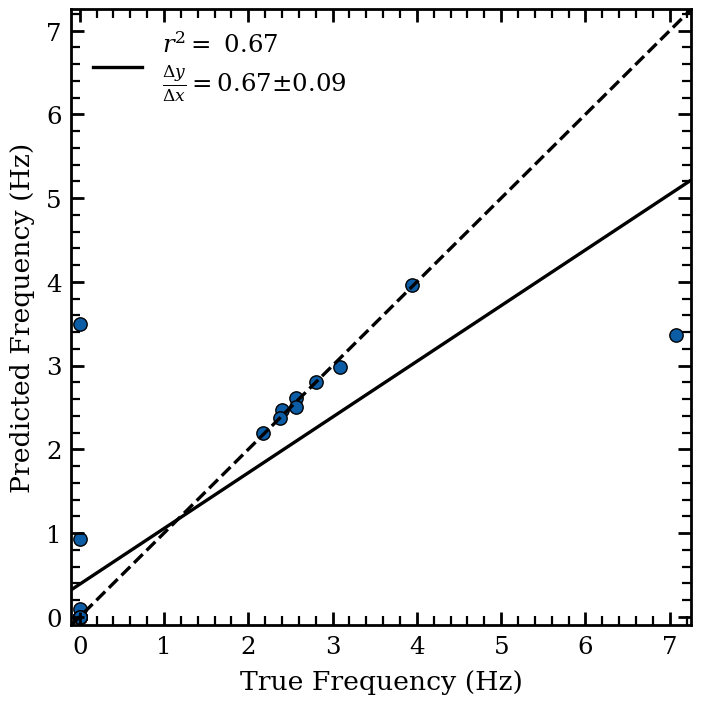 r² = 0.67
Δy/Δx = 0.67±0.09
7
6
5
4
3
2
1
0
Predicted Frequency (Hz)
0 1 2 3 4 5 6 7
True Frequency (Hz)